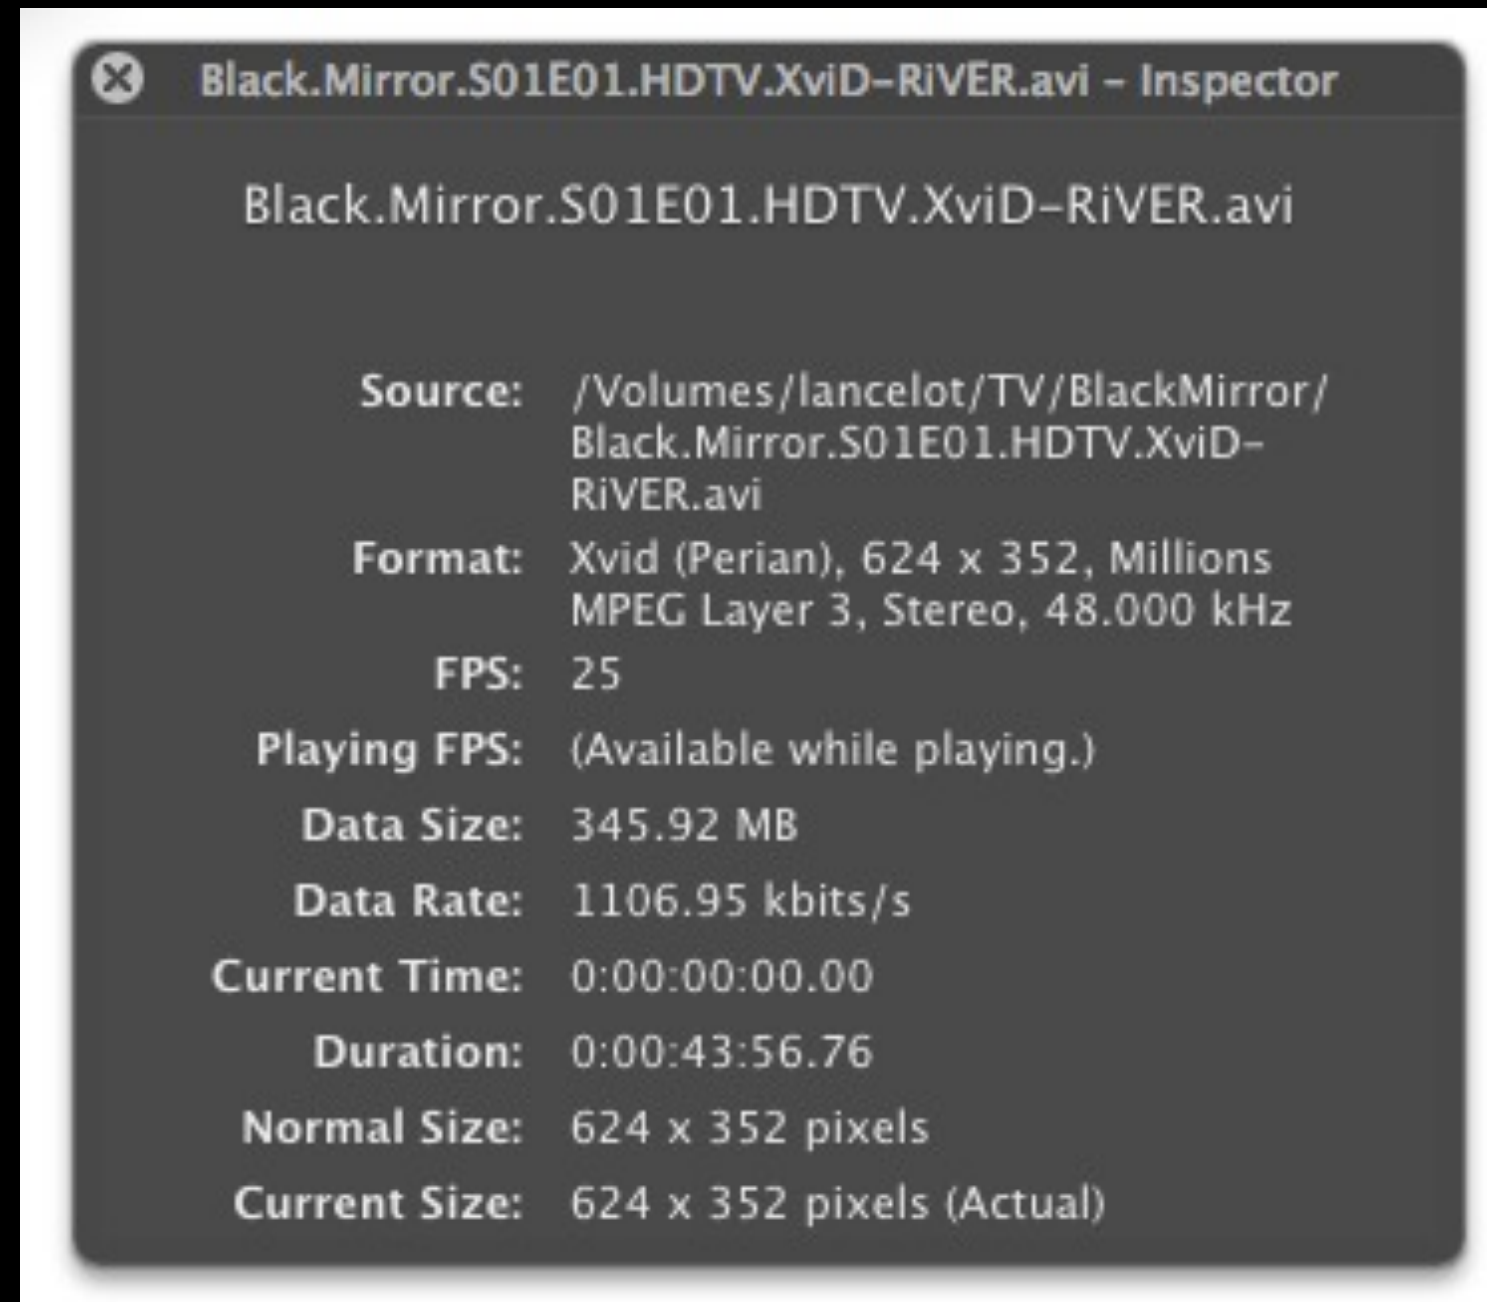 Black.Mirror.S01E01.HDTV.XviD-RiVER.avi – Inspector
Black.Mirror.S01E01.HDTV.XviD-RiVER.avi
Source: /Volumes/lancelot/TV/BlackMirror/
Black.Mirror.S01E01.HDTV.XviD-
RiVER.avi
Format: Xvid (Perian), 624 x 352, Millions
MPEG Layer 3, Stereo, 48.000 kHz
FPS: 25
Playing FPS: (Available while playing.)
Data Size: 345.92 MB
Data Rate: 1106.95 kbits/s
Current Time: 0:00:00:00.00
Duration: 0:00:43:56.76
Normal Size: 624 x 352 pixels
Current Size: 624 x 352 pixels (Actual)